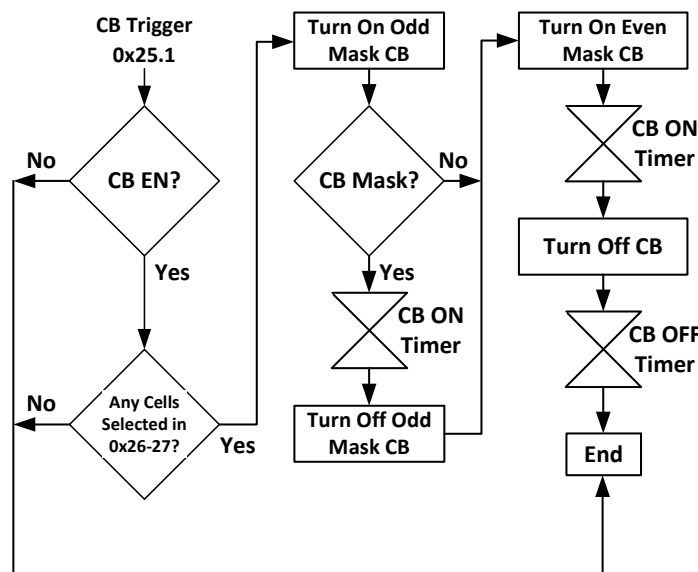 CB Trigger
0x25.1
CB EN?
No
Yes
Any Cells
Selected in
0x26-27?
No
Yes
Turn On Odd
Mask CB
CB Mask?
No
Yes
CB ON
Timer
Turn Off Odd
Mask CB
Turn On Even
Mask CB
CB ON
Timer
Turn Off CB
CB OFF
Timer
End